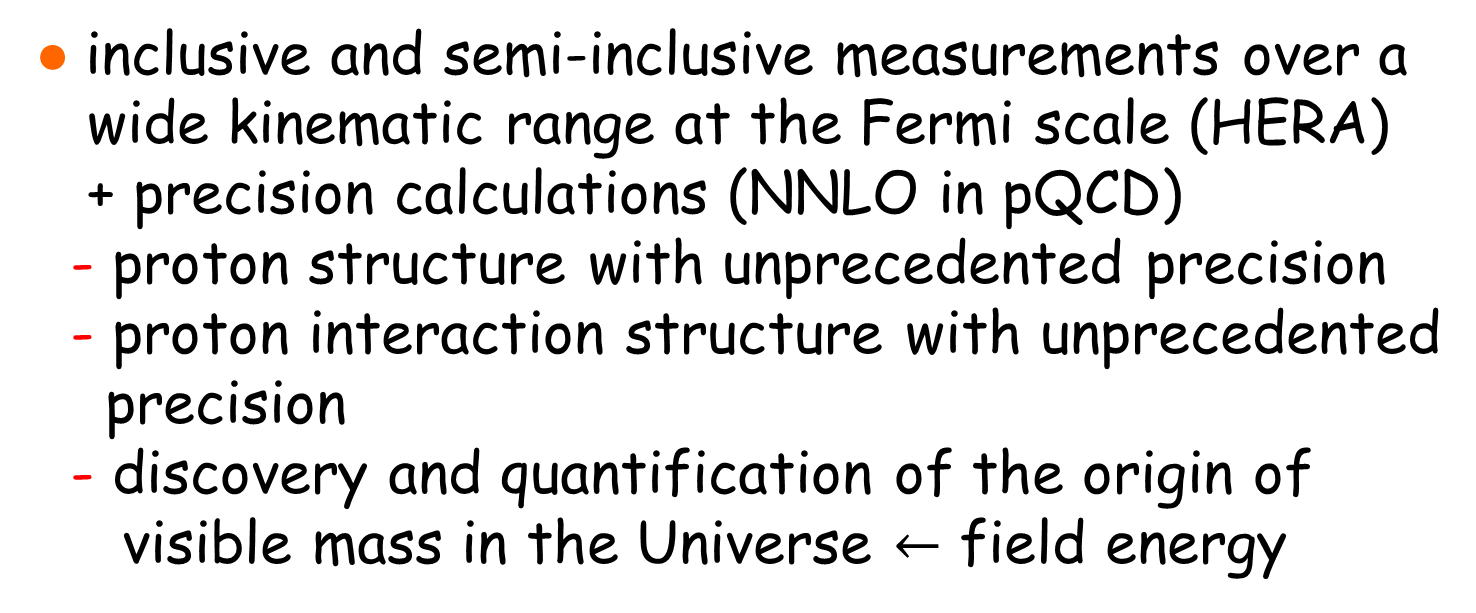 • inclusive and semi-inclusive measurements over a
wide kinematic range at the Fermi scale (HERA)
+ precision calculations (NNLO in pQCD)
- proton structure with unprecedented precision
- proton interaction structure with unprecedented
precision
- discovery and quantification of the origin of
visible mass in the Universe ← field energy